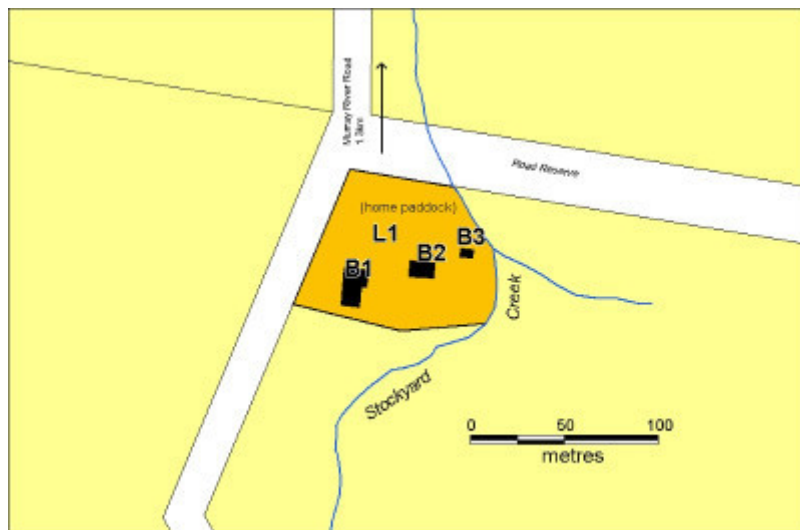 Murray River Road
1.3km
Road Reserve
(home paddock)
L1
B3
B2
B1
Creek
Stockyard
0 50 100
metres